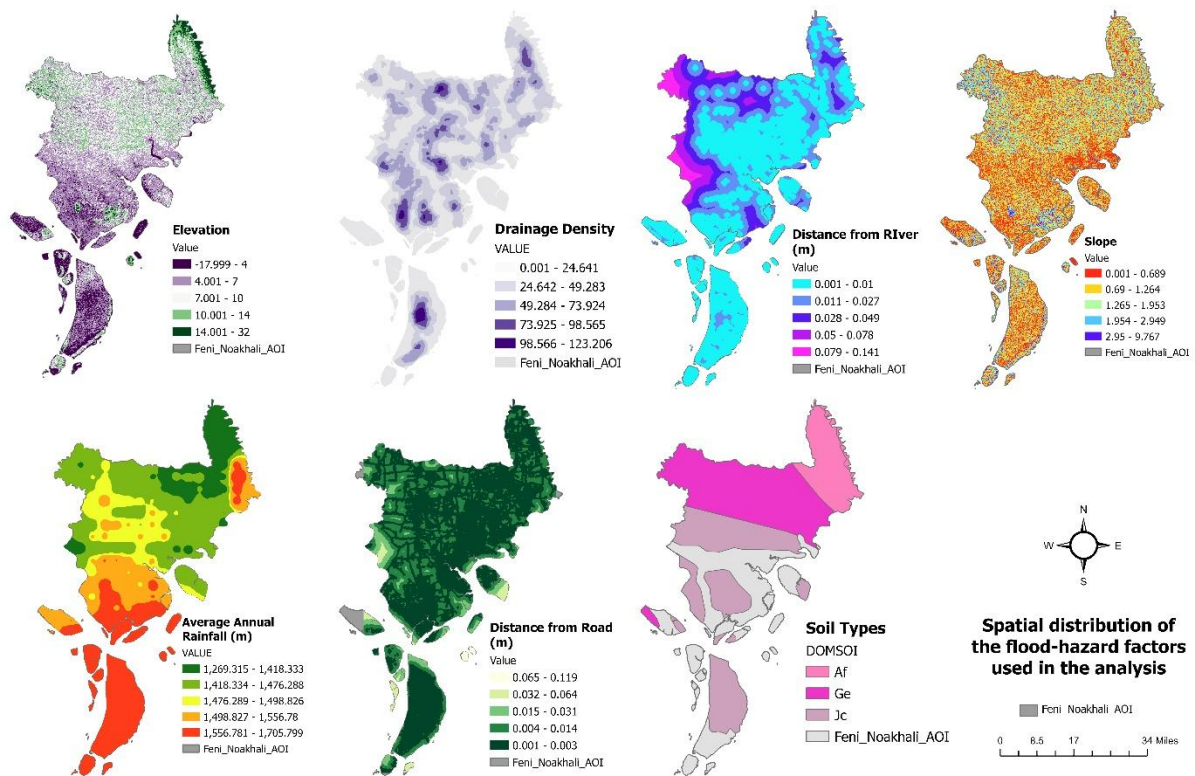 Elevation
Value
-17.999 - 4
4.001 - 7
7.001 - 10
10.001 - 14
14.001 - 32
Feni_Noakhali_AOI
Drainage Density
VALUE
0.001 - 24.641
24.642 - 49.283
49.284 - 73.924
73.925 - 98.565
98.566 - 123.206
Feni_Noakhali_AOI
Distance from RIver
(m)
Value
0.001 - 0.01
0.011 - 0.027
0.028 - 0.049
0.05 - 0.078
0.079 - 0.141
Feni_Noakhali_AOI
Slope
Value
0.001 - 0.689
0.69 - 1.264
1.265 - 1.953
1.954 - 2.949
2.95 - 9.767
Feni_Noakhali_AOI
Average Annual
Rainfall (m)
VALUE
1,269.315 - 1,418.333
1,418.334 - 1,476.288
1,476.289 - 1,498.826
1,498.827 - 1,556.78
1,556.781 - 1,705.799
Feni_Noakhali_AOI
Distance from Road
(m)
Value
0.065 - 0.119
0.032 - 0.064
0.015 - 0.031
0.004 - 0.014
0.001 - 0.003
Feni_Noakhali_AOI
Soil Types
DOMSOI
Af
Ge
Jc
Feni_Noakhali_AOI
N
W E
S
Spatial distribution of
the flood-hazard factors
used in the analysis
Feni_Noakhali_AOI
0 8.5 17 34 Miles